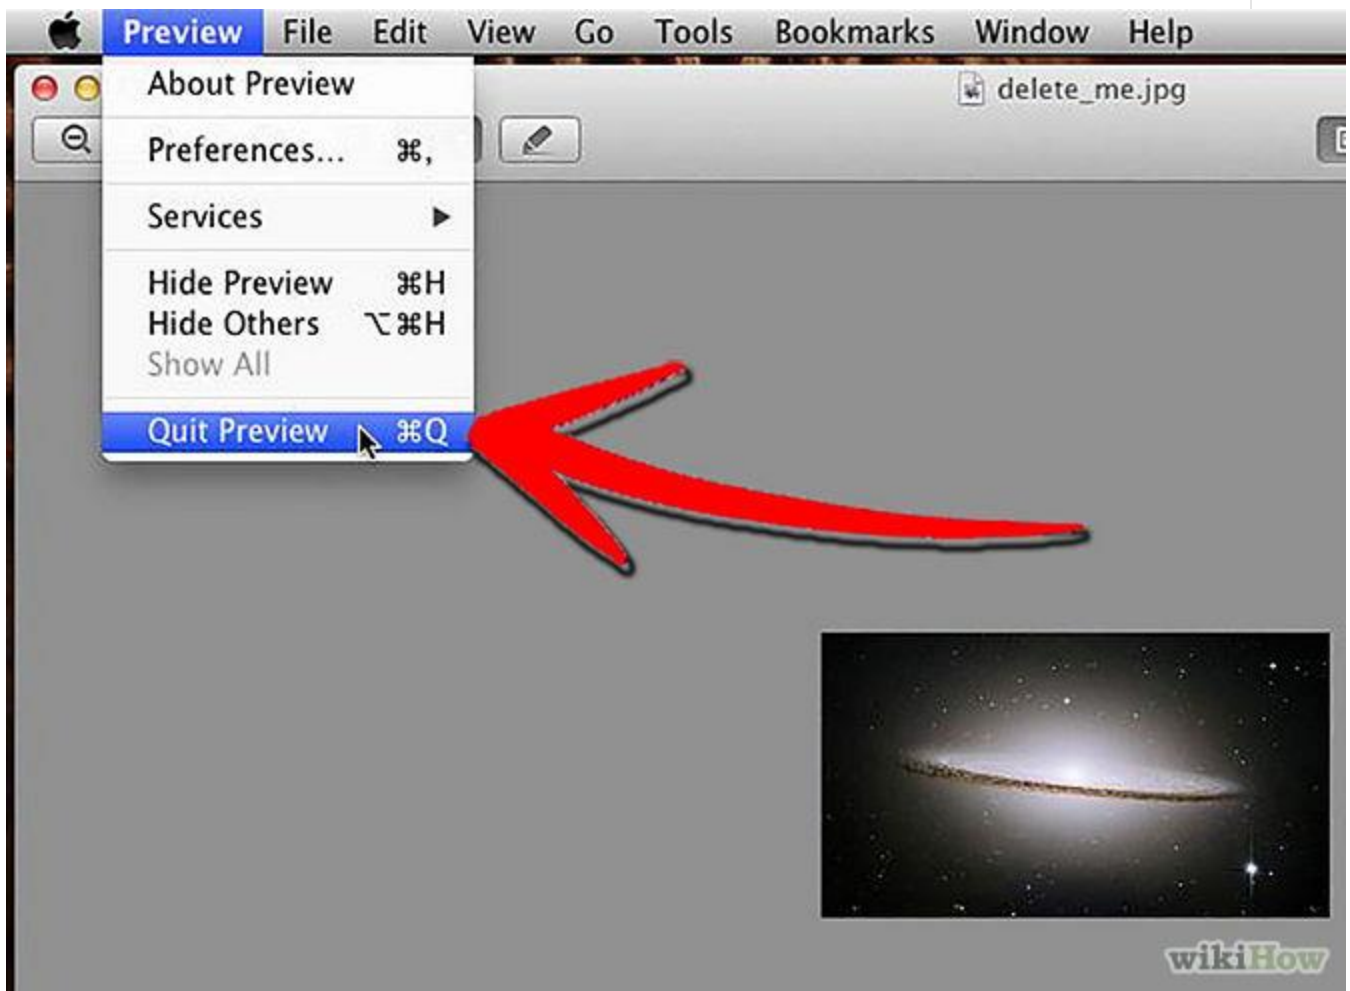 Preview File Edit View Go Tools Bookmarks Window Help
delete_me.jpg
About Preview
Preferences... ⌘,
Services ▶
Hide Preview ⌘H
Hide Others ⌥⌘H
Show All
Quit Preview ⌘Q
wikiHow